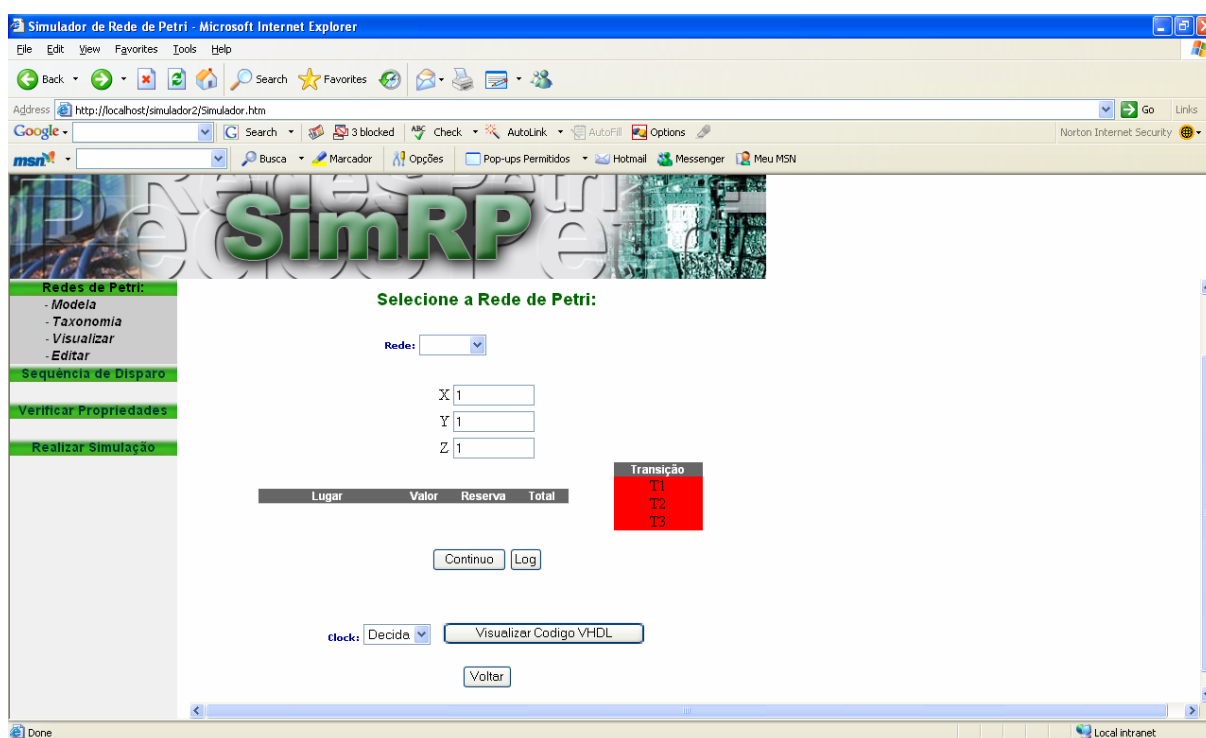 Simulador de Rede de Petri - Microsoft Internet Explorer
File Edit View Favorites Tools Help
Back Search Favorites
Address http://localhost/simulador2/Simulador.htm Go Links
Google Search 3 blocked ABC Check AutoLink AutoFill Options Norton Internet Security
msn Busca Marcador Opções Pop-ups Permitidos Hotmail Messenger Meu MSN
SimRP
Redes de Petri:
- Modela
- Taxonomia
- Visualizar
- Editar
Sequência de Disparo
Verificar Propriedades
Realizar Simulação
Selecione a Rede de Petri:
Rede:
X 1
Y 1
Z 1
Lugar Valor Reserva Total
Transição
T1
T2
T3
Continuo Log
Clock: Decida Visualizar Codigo VHDL
Voltar
Done Local intranet